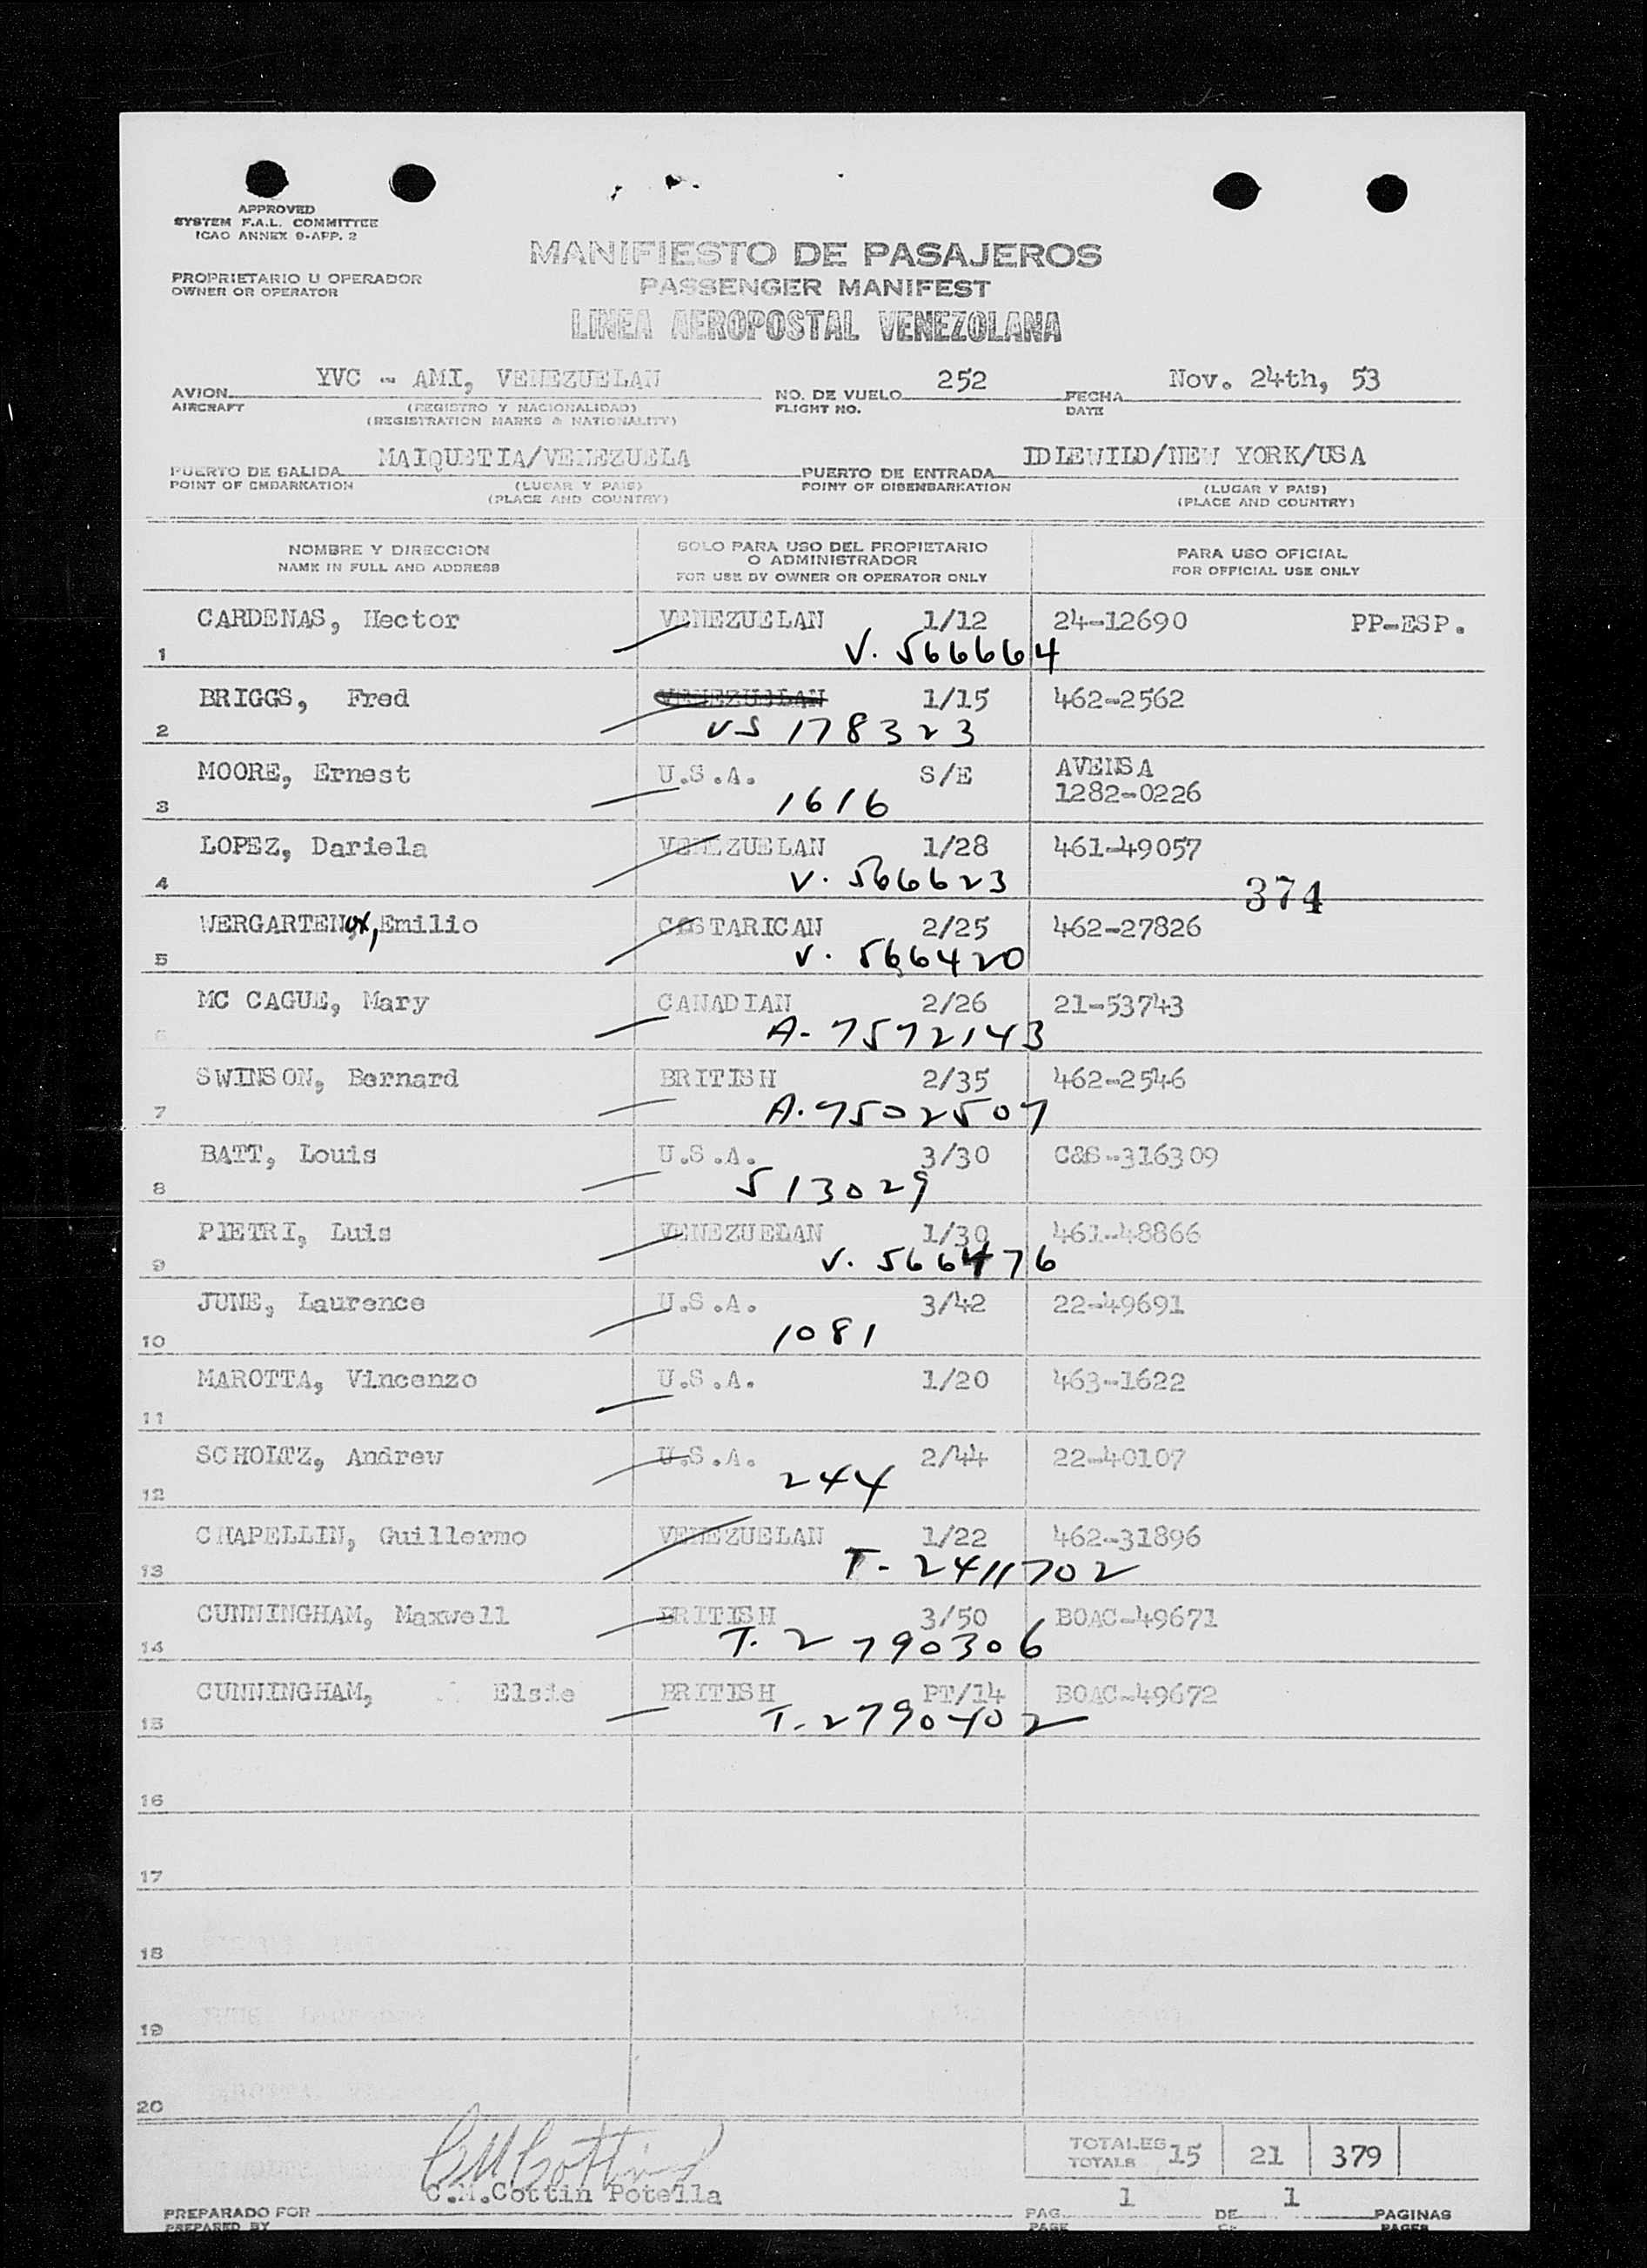 APPROVED
SYSTEM F.A.L. COMMITTEE
ICAO ANNEX 9-APP. 2
MANIFIESTO DE PASAJEROS
PROPRIETARIO U OPERADOR
OWNER OR OPERATOR
PASSENGER MANIFEST
LINEA AEROPOSTAL VENEZOLANA
AVION YVC - AMI, VENEZUELAN NO. DE VUELO 252 FECHA Nov. 24th, 53
AIRCRAFT (REGISTRO Y NACIONALIDAD) FLIGHT NO. DATE
(REGISTRATION MARKS & NATIONALITY)
PUERTO DE SALIDA MAIQUETIA/VENEZUELA PUERTO DE ENTRADA IDLEWILD/NEW YORK/USA
POINT OF EMBARKATION (LUGAR Y PAIS) POINT OF DISEMBARKATION (LUGAR Y PAIS)
(PLACE AND COUNTRY) (PLACE AND COUNTRY)
NOMBRE Y DIRECCION SOLO PARA USO DEL PROPIETARIO PARA USO OFICIAL
O ADMINISTRADOR
NAME IN FULL AND ADDRESS FOR USE BY OWNER OR OPERATOR ONLY FOR OFFICIAL USE ONLY
CARDENAS, Hector VENEZUELAN 1/12 24-12690 PP-ESP.
1 V. 566664
BRIGGS, Fred VENEZUELAN 1/15 462-2562
2 VS 178323
MOORE, Ernest U.S.A. S/E AVENSA
3 1616 1282-0226
LOPEZ, Dariela VENEZUELAN 1/28 461-49057
4 V. 566623 374
WERGARTEN, Emilio COSTARICAN 2/25 462-27826
5 V. 566420
MC CAGUE, Mary CANADIAN 2/26 21-53743
6 A-7572143
SWINSON, Bernard BRITISH 2/35 462-2546
7 A.7502507
BATT, Louis U.S.A. 3/30 C&S-316309
8 513029
PIETRI, Luis VENEZUELAN 1/30 461-48866
9 V. 566476
JUNE, Laurence U.S.A. 3/42 22-49691
10 1081
MAROTTA, Vincenzo U.S.A. 1/20 463-1622
11
SCHOLTZ, Andrew U.S.A. 2/44 22-40107
12 244
CHAPELLIN, Guillermo VENEZUELAN 1/22 462-31896
13 T-2411702
CUNNINGHAM, Maxwell BRITISH 3/50 BOAC-49671
14 T.2790306
CUNNINGHAM, Elsie BRITISH PT/14 BOAC-49672
15 T-2790402
16
17
18
19
20
TOTALES 15 21 379
TOTALS
C.M.Cottin Potella
PREPARADO POR PAG. 1 DE 1 PAGINAS
PREPARED BY PAGE OF PAGES